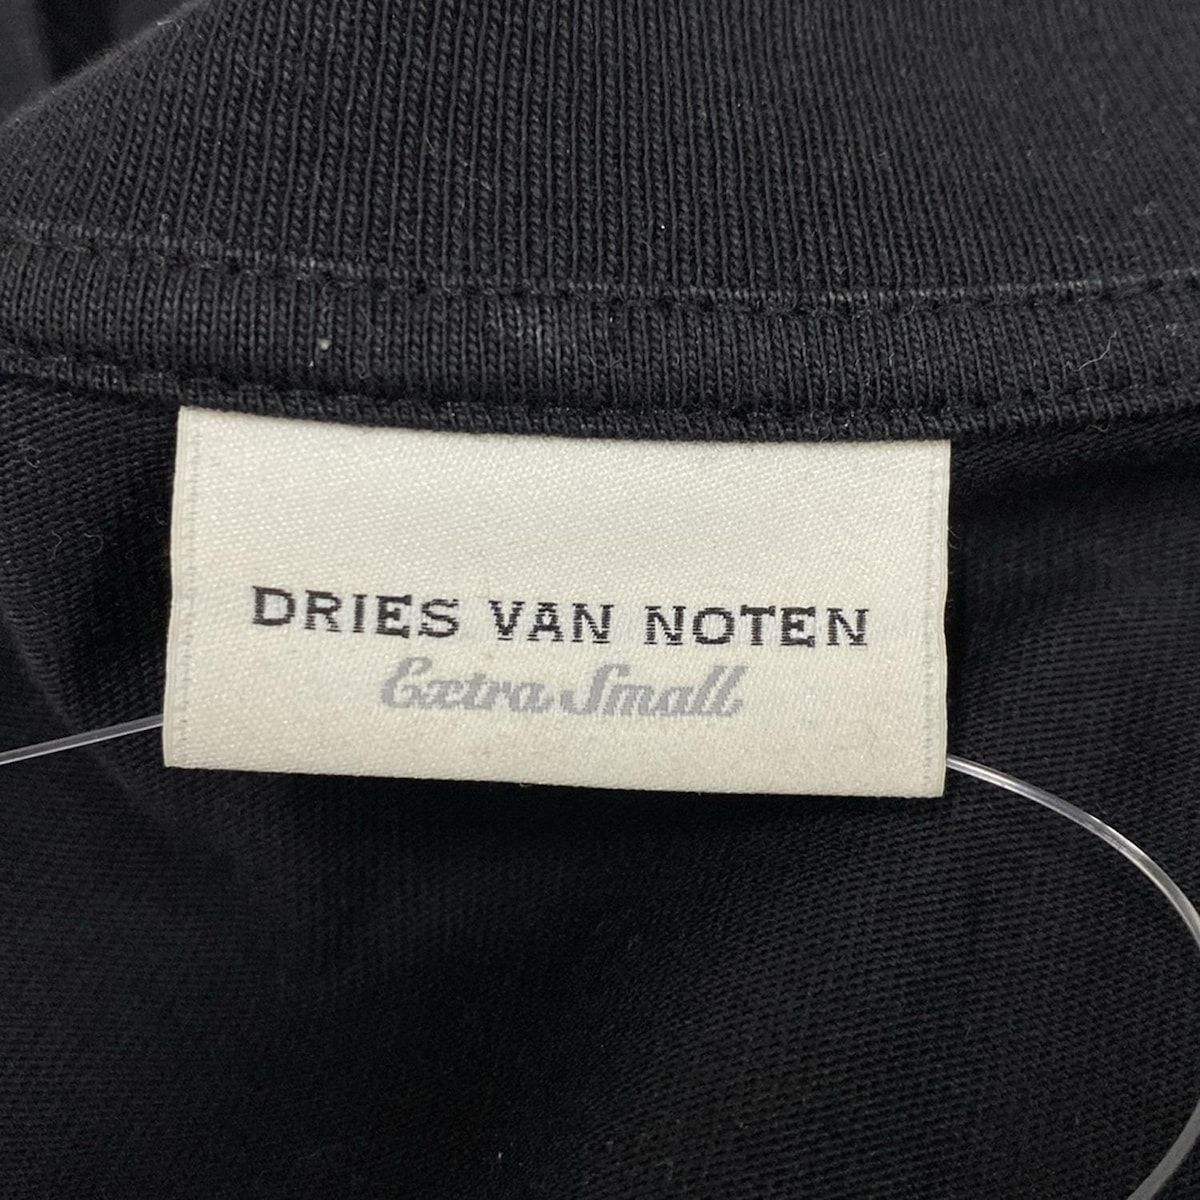 DRIES VAN NOTEN
Extra Small